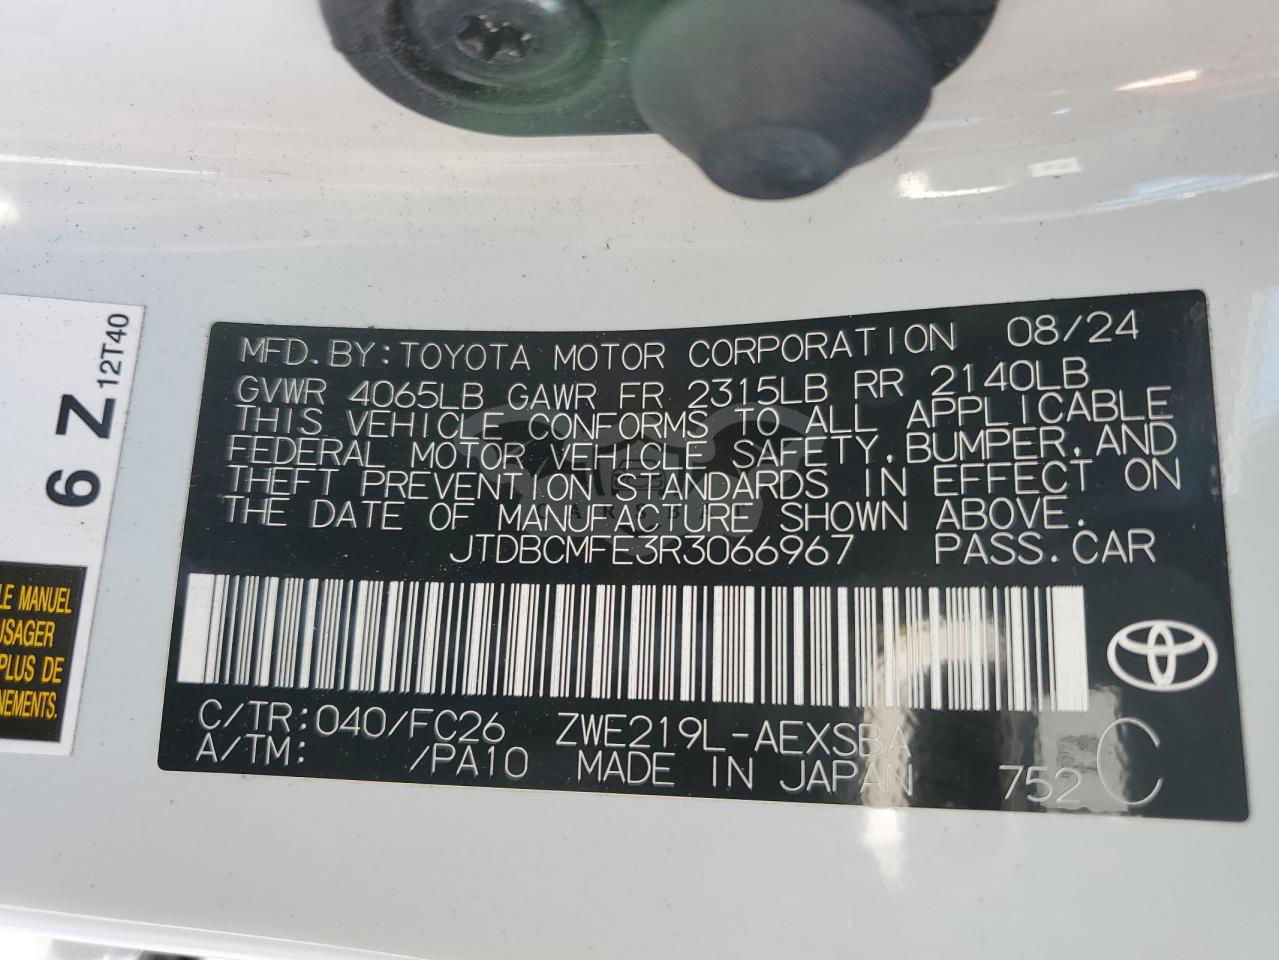 MFD.BY:TOYOTA MOTOR CORPORATION 08/24
GVWR 4065LB GAWR FR 2315LB RR 2140LB
THIS VEHICLE CONFORMS TO ALL APPLICABLE
FEDERAL MOTOR VEHICLE SAFETY, BUMPER, AND
THEFT PREVENTION STANDARDS IN EFFECT ON
THE DATE OF MANUFACTURE SHOWN ABOVE.
JTDBCMFE3R3066967 PASS.CAR
C/TR:040/FC26 ZWE219L-AEXSBA
A/TM: /PA10 MADE IN JAPAN 752 C
6 Z 12T40
LE MANUEL
USAGER
PLUS DE
NEMENTS.